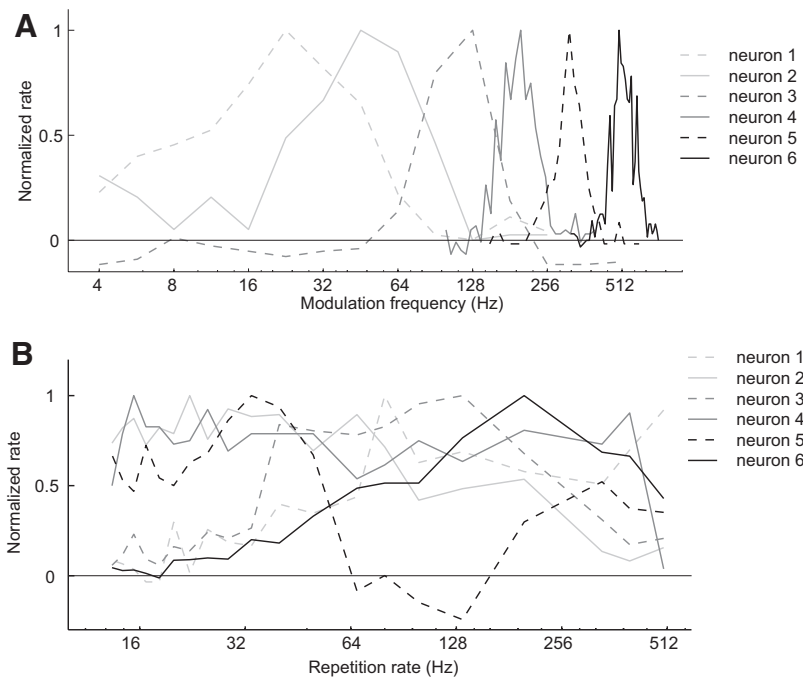 A
Normalized rate
1
0.5
0
4
8
16
32
64
128
256
512
Modulation frequency (Hz)
neuron 1
neuron 2
neuron 3
neuron 4
neuron 5
neuron 6
B
Normalized rate
1
0.5
0
16
32
64
128
256
512
Repetition rate (Hz)
neuron 1
neuron 2
neuron 3
neuron 4
neuron 5
neuron 6